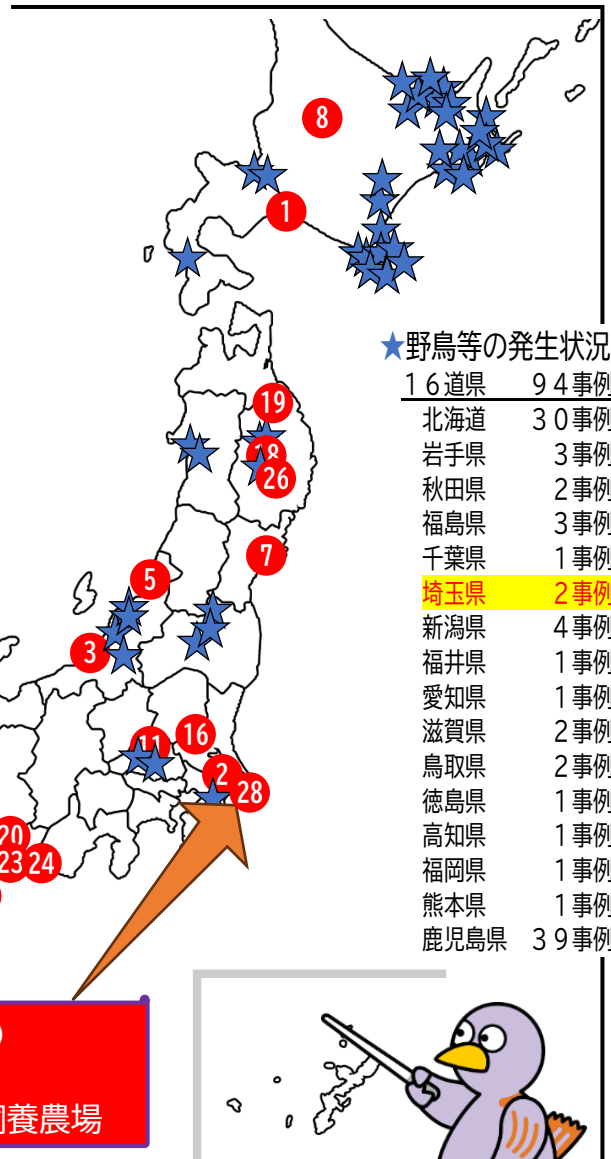 8
1
★野鳥等の発生状況
１６道県 ９４事例
北海道 ３０事例
岩手県 ３事例
秋田県 ２事例
福島県 ３事例
千葉県 １事例
埼玉県 ２事例
新潟県 ４事例
福井県 １事例
愛知県 １事例
滋賀県 ２事例
鳥取県 ２事例
徳島県 １事例
高知県 １事例
福岡県 １事例
熊本県 １事例
鹿児島県 ３９事例
19
18
26
7
5
3
11
16
2
28
20
23
24
養農場